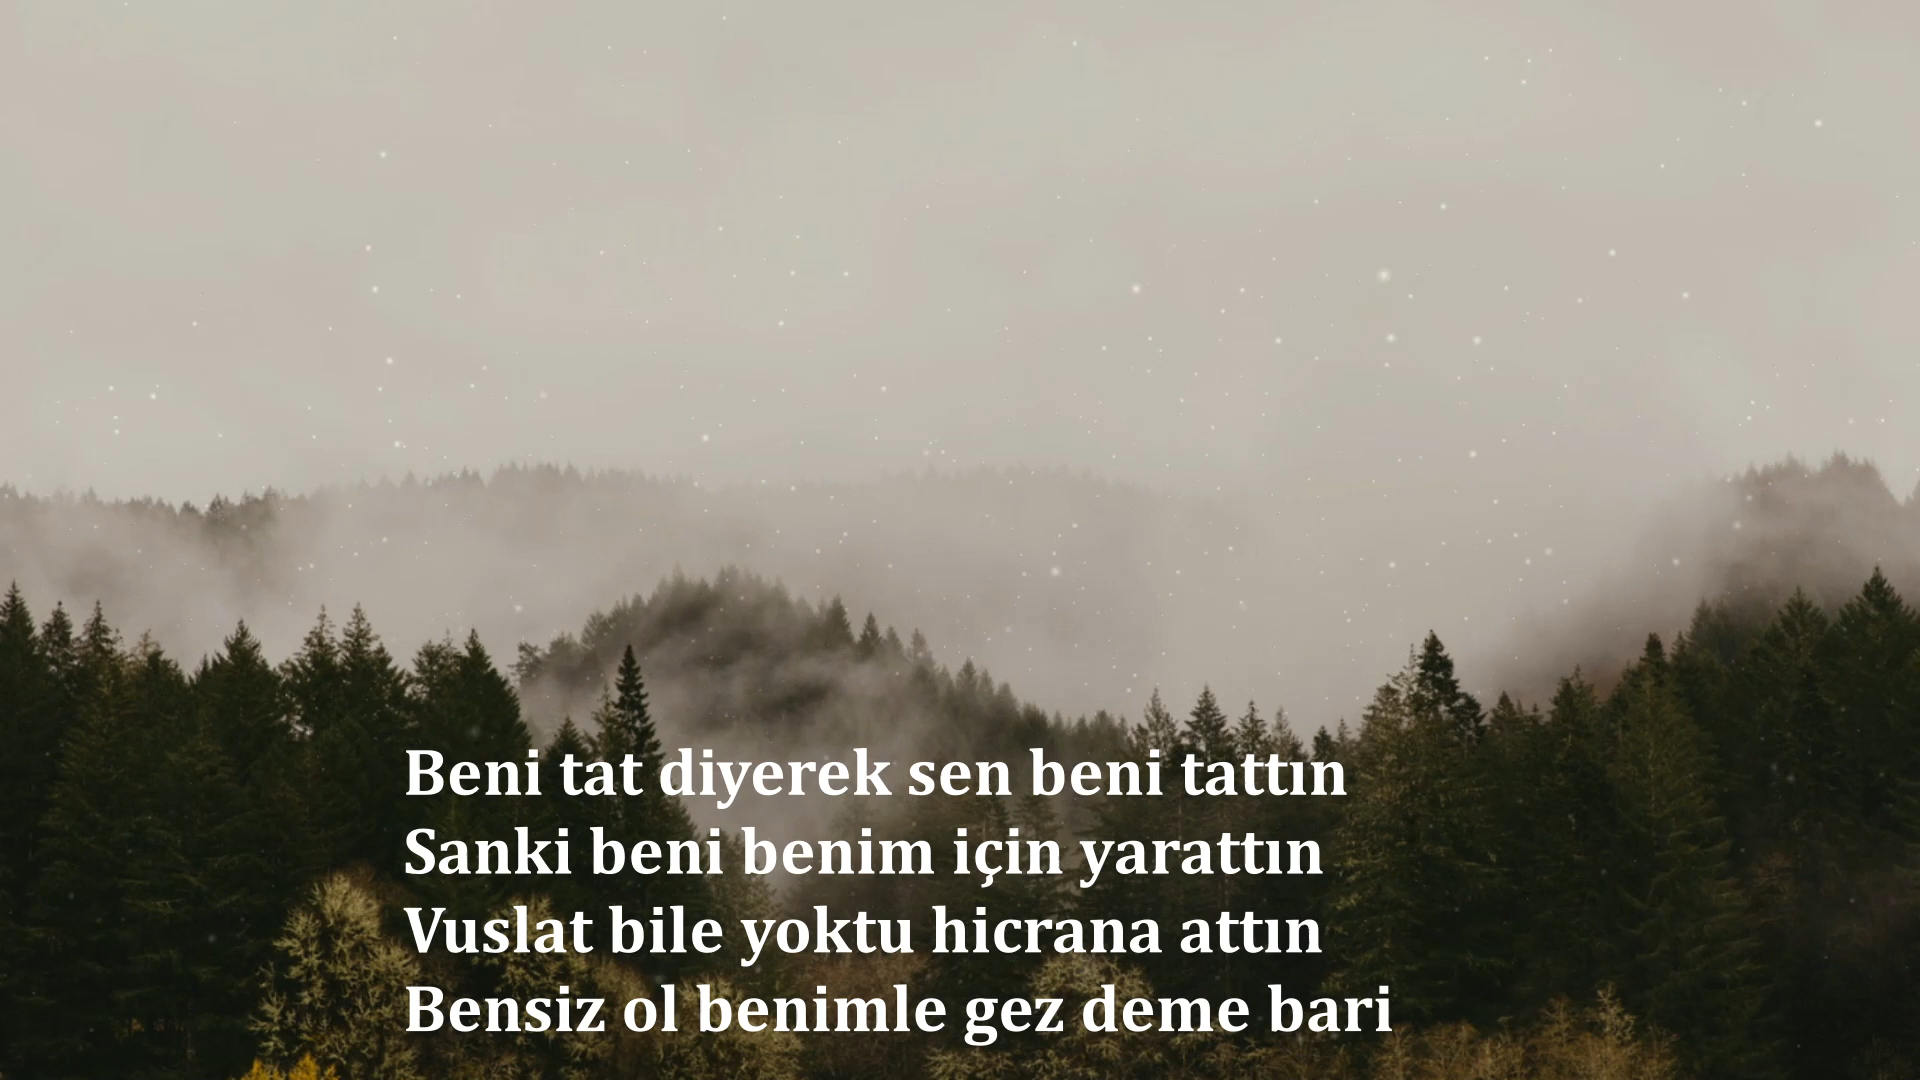 Beni tat diyerek sen beni tattın
Sanki beni benim için yarattın
Vuslat bile yoktu hicrana attın
Bensiz ol benimle gez deme bari